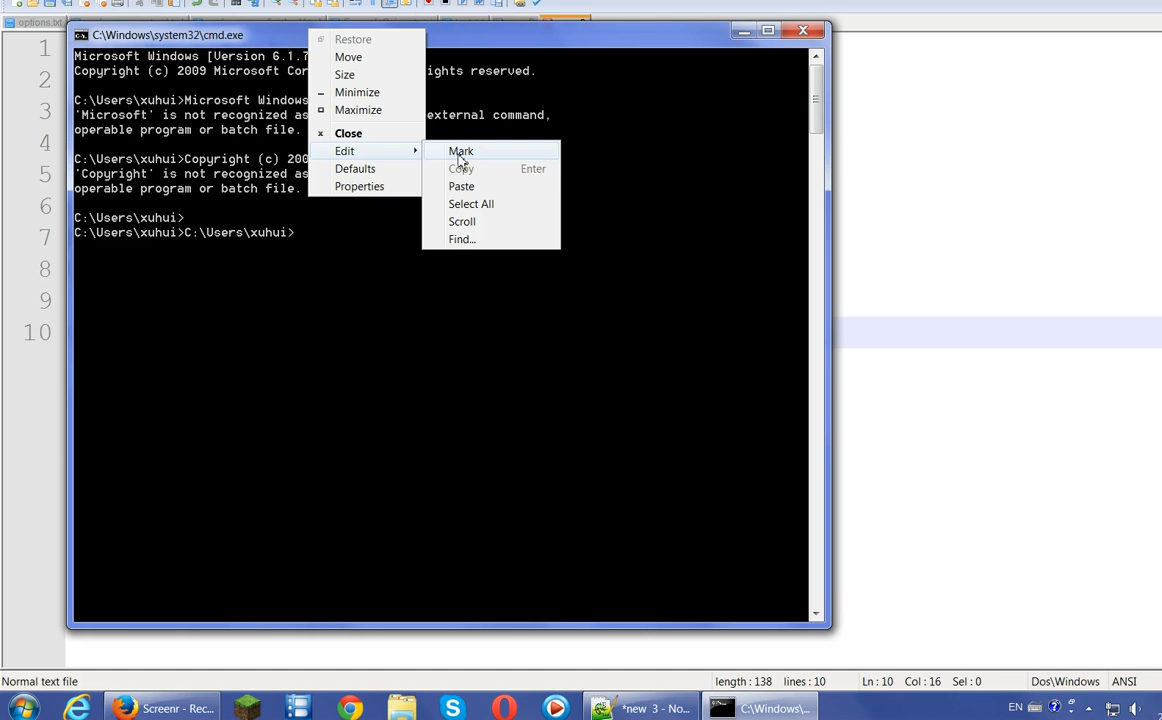 options.txt
C:\Windows\system32\cmd.exe
Microsoft Windows [Version 6.1.7
Copyright (c) 2009 Microsoft Cor ights reserved.
C:\Users\xuhui>Microsoft Windows
'Microsoft' is not recognized as external command,
operable program or batch file.
C:\Users\xuhui>Copyright (c) 200
'Copyright' is not recognized as
operable program or batch file.
C:\Users\xuhui>
C:\Users\xuhui>C:\Users\xuhui>
Restore
Move
Size
Minimize
Maximize
Close
Edit
Defaults
Properties
Mark
Copy Enter
Paste
Select All
Scroll
Find...
1
2
3
4
5
6
7
8
9
10
Normal text file length : 138 lines : 10 Ln : 10 Col : 16 Sel : 0 Dos\Windows ANSI
Screenr - Rec... *new 3 - No... C:\Windows\... EN